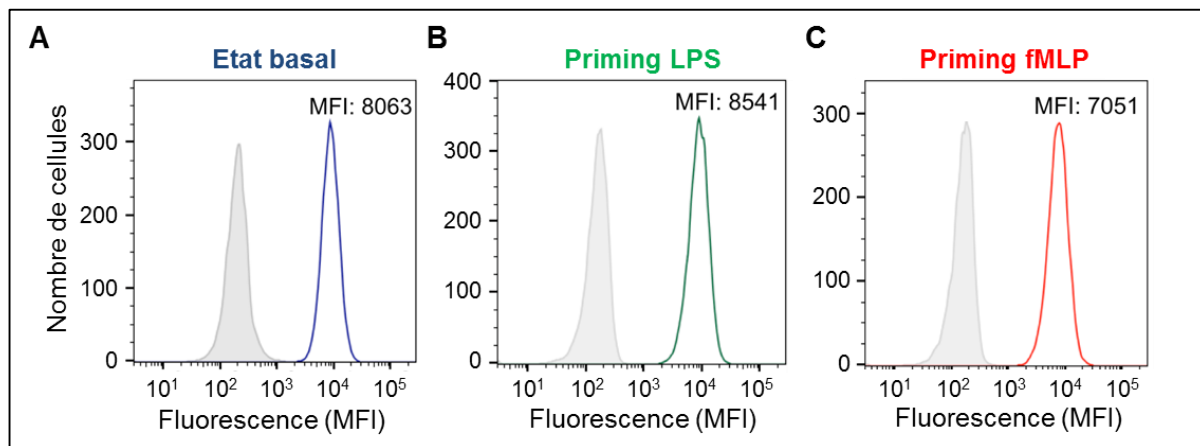 A
Etat basal
MFI: 8063
Nombre de cellules
300
200
100
0
10¹ 10² 10³ 10⁴ 10⁵
Fluorescence (MFI)
B
Priming LPS
MFI: 8541
400
300
200
100
0
10¹ 10² 10³ 10⁴ 10⁵
Fluorescence (MFI)
C
Priming fMLP
MFI: 7051
300
200
100
0
10¹ 10² 10³ 10⁴ 10⁵
Fluorescence (MFI)